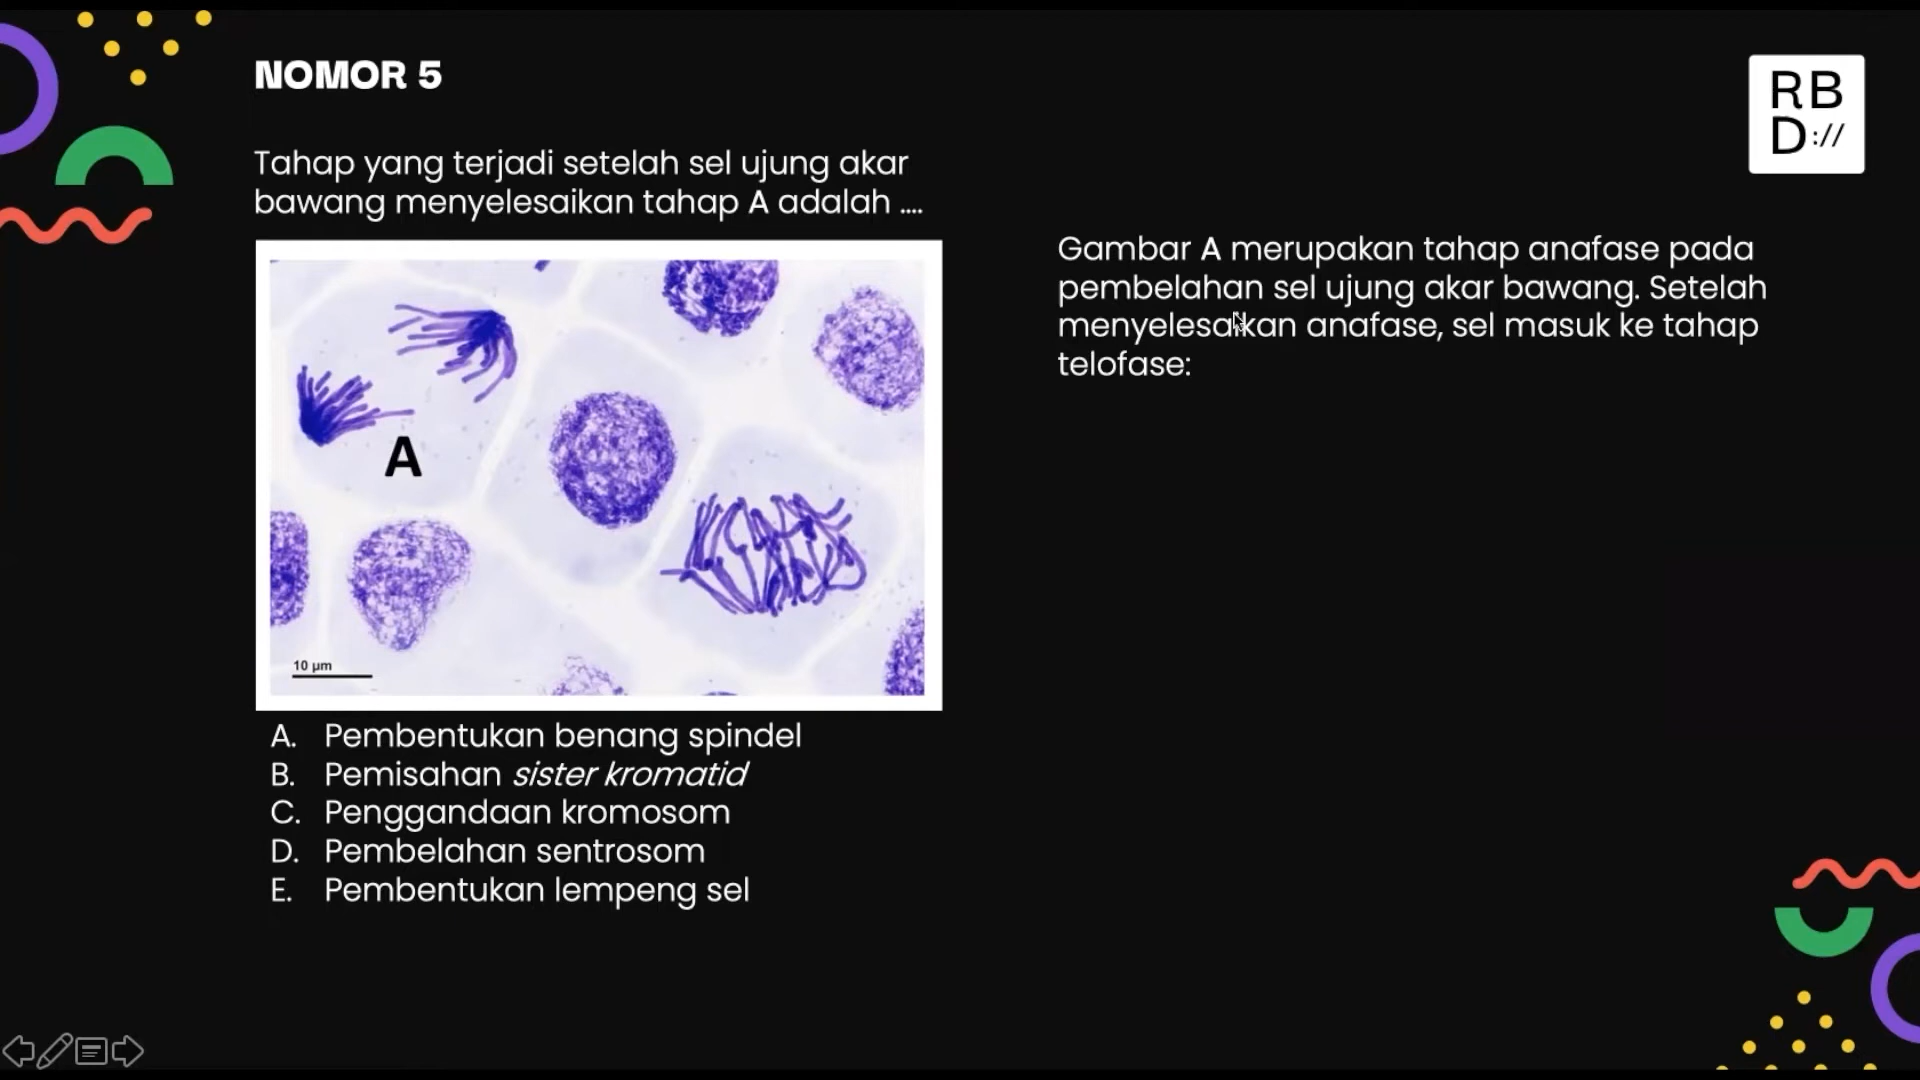 NOMOR 5
RB
D://
Tahap yang terjadi setelah sel ujung akar
bawang menyelesaikan tahap A adalah ....
A
10 µm
A. Pembentukan benang spindel
B. Pemisahan sister kromatid
C. Penggandaan kromosom
D. Pembelahan sentrosom
E. Pembentukan lempeng sel
Gambar A merupakan tahap anafase pada
pembelahan sel ujung akar bawang. Setelah
menyelesaikan anafase, sel masuk ke tahap
telofase: